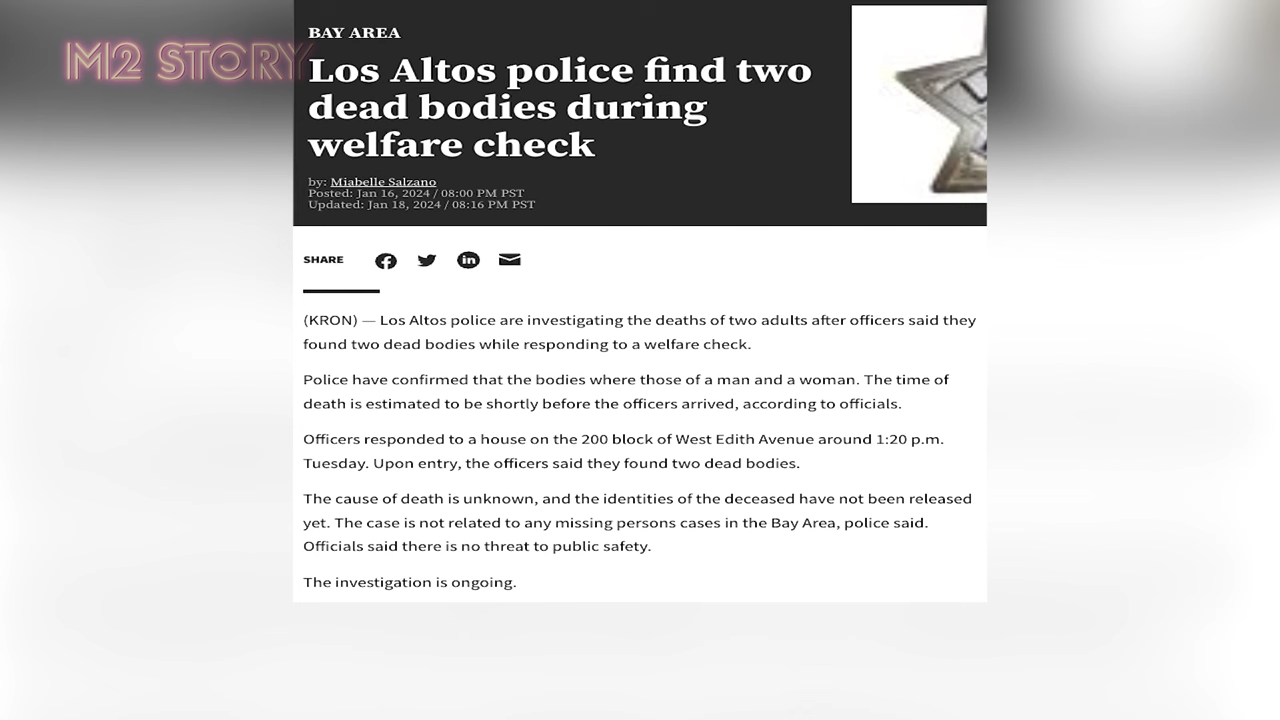 M2 STORY
BAY AREA
Los Altos police find two
dead bodies during
welfare check
by: Miabelle Salzano
Posted: Jan 16, 2024 / 08:00 PM PST
Updated: Jan 18, 2024 / 08:16 PM PST
SHARE
(KRON) — Los Altos police are investigating the deaths of two adults after officers said they
found two dead bodies while responding to a welfare check.
Police have confirmed that the bodies where those of a man and a woman. The time of
death is estimated to be shortly before the officers arrived, according to officials.
Officers responded to a house on the 200 block of West Edith Avenue around 1:20 p.m.
Tuesday. Upon entry, the officers said they found two dead bodies.
The cause of death is unknown, and the identities of the deceased have not been released
yet. The case is not related to any missing persons cases in the Bay Area, police said.
Officials said there is no threat to public safety.
The investigation is ongoing.